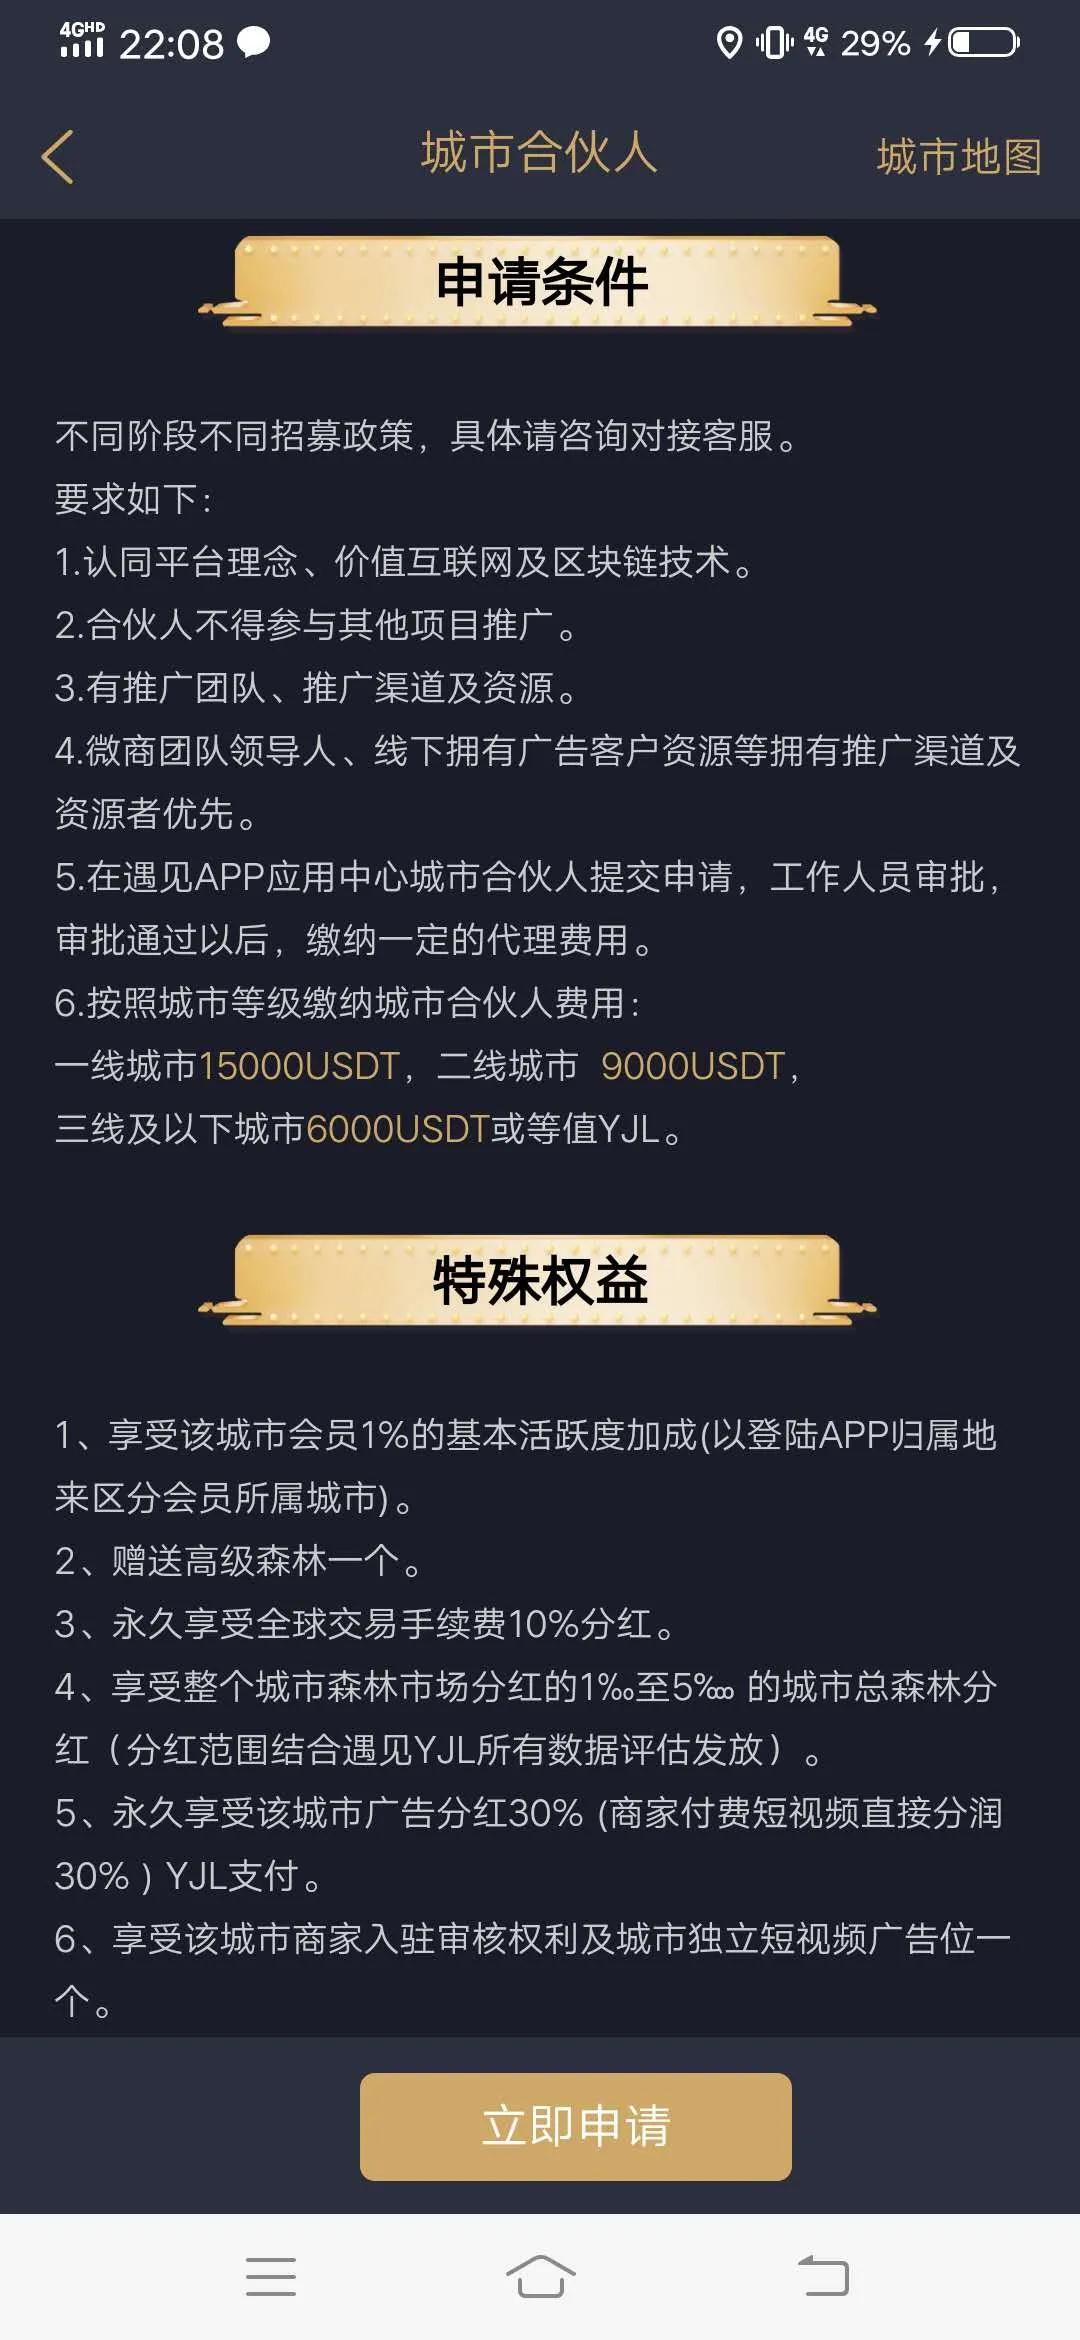 4GHD 22:08 4G 29%
城市合伙人 城市地图
申请条件
不同阶段不同招募政策，具体请咨询对接客服。
要求如下：
1.认同平台理念、价值互联网及区块链技术。
2.合伙人不得参与其他项目推广。
3.有推广团队、推广渠道及资源。
4.微商团队领导人、线下拥有广告客户资源等拥有推广渠道及
资源者优先。
5.在遇见APP应用中心城市合伙人提交申请，工作人员审批，
审批通过以后，缴纳一定的代理费用。
6.按照城市等级缴纳城市合伙人费用：
一线城市15000USDT，二线城市 9000USDT，
三线及以下城市6000USDT或等值YJL。
特殊权益
1、享受该城市会员1%的基本活跃度加成(以登陆APP归属地
来区分会员所属城市)。
2、赠送高级森林一个。
3、永久享受全球交易手续费10%分红。
4、享受整个城市森林市场分红的1‰至5‱ 的城市总森林分
红（分红范围结合遇见YJL所有数据评估发放）。
5、永久享受该城市广告分红30% (商家付费短视频直接分润
30% ) YJL支付。
6、享受该城市商家入驻审核权利及城市独立短视频广告位一
个。
立即申请